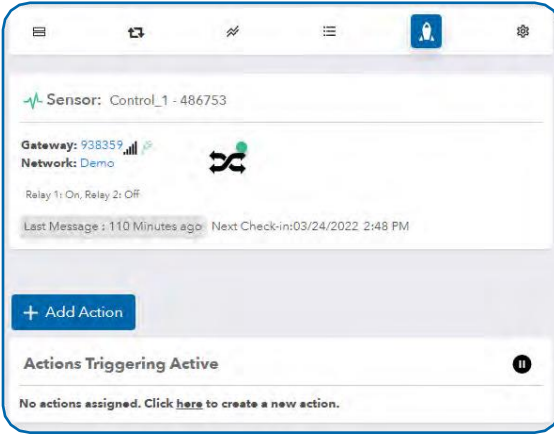 Sensor: Control_1 - 486753
Gateway: 938359
Network: Demo
Relay 1: On, Relay 2: Off
Last Message : 110 Minutes ago Next Check-in:03/24/2022 2:48 PM
+ Add Action
Actions Triggering Active
No actions assigned. Click here to create a new action.